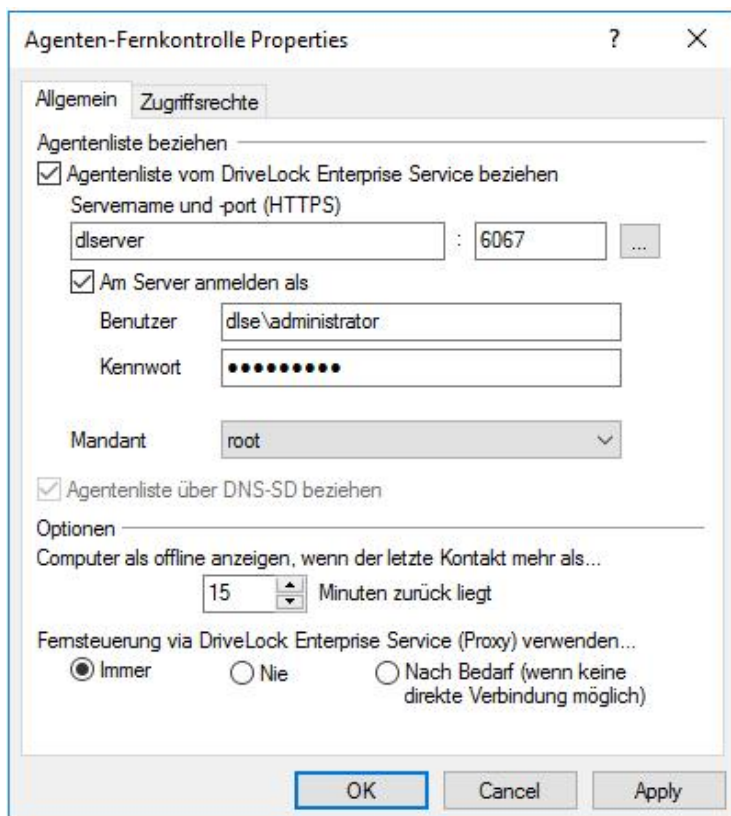 Agenten-Fernkontrolle Properties ? ×
Allgemein Zugriffsrechte
Agentenliste beziehen
Agentenliste vom DriveLock Enterprise Service beziehen
Servername und -port (HTTPS)
dlserver : 6067 ...
Am Server anmelden als
Benutzer dlse\administrator
Kennwort ●●●●●●●●●
Mandant root
Agentenliste über DNS-SD beziehen
Optionen
Computer als offline anzeigen, wenn der letzte Kontakt mehr als...
15 Minuten zurück liegt
Fernsteuerung via DriveLock Enterprise Service (Proxy) verwenden...
Immer Nie Nach Bedarf (wenn keine
direkte Verbindung möglich)
OK Cancel Apply